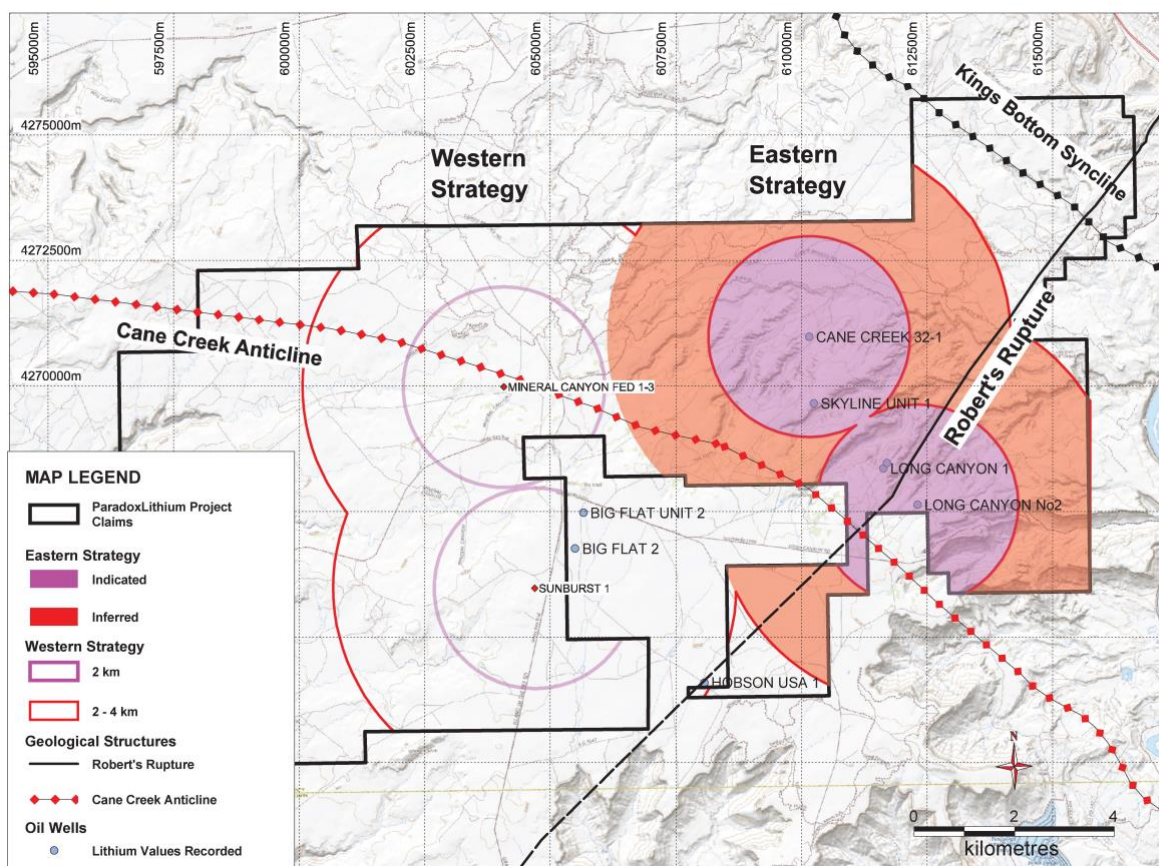 595000m
597500m
600000m
602500m
605000m
607500m
610000m
612500m
615000m
4275000m
4272500m
4270000m
Western
Strategy
Eastern
Strategy
Kings Bottom Syncline
Cane Creek Anticline
Robert's Rupture
CANE CREEK 32-1
MINERAL CANYON FED 1-3
SKYLINE UNIT 1
LONG CANYON 1
LONG CANYON No2
BIG FLAT UNIT 2
BIG FLAT 2
SUNBURST 1
HOBSON USA 1
MAP LEGEND
ParadoxLithium Project
Claims
Eastern Strategy
Indicated
Inferred
Western Strategy
2 km
2 - 4 km
Geological Structures
Robert's Rupture
Cane Creek Anticline
Oil Wells
Lithium Values Recorded
N
0 2 4
kilometres